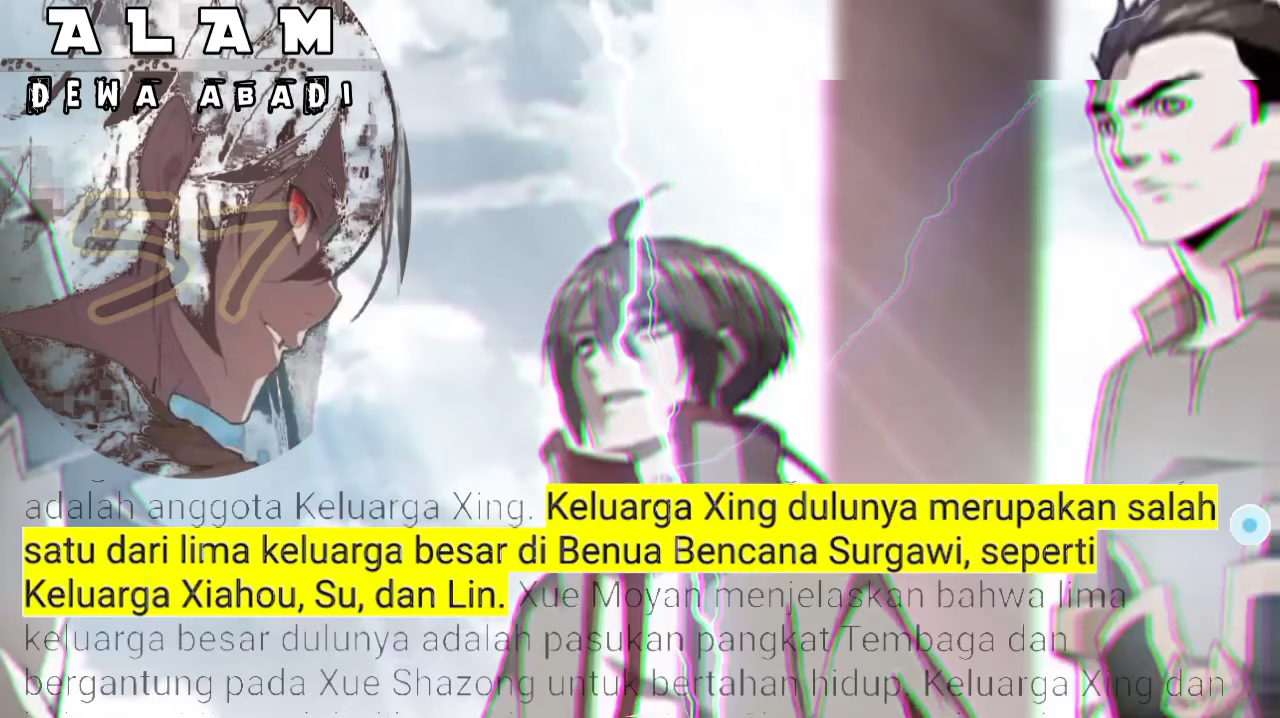 ALAM
DEWA ABADI
57
adalah anggota Keluarga Xing. Keluarga Xing dulunya merupakan salah
satu dari lima keluarga besar di Benua Bencana Surgawi, seperti
Keluarga Xiahou, Su, dan Lin. Xue Moyan menjelaskan bahwa lima
keluarga besar dulunya adalah pasukan pangkat Tembaga dan
bergantung pada Xue Shazong untuk bertahan hidup. Keluarga Xing dan